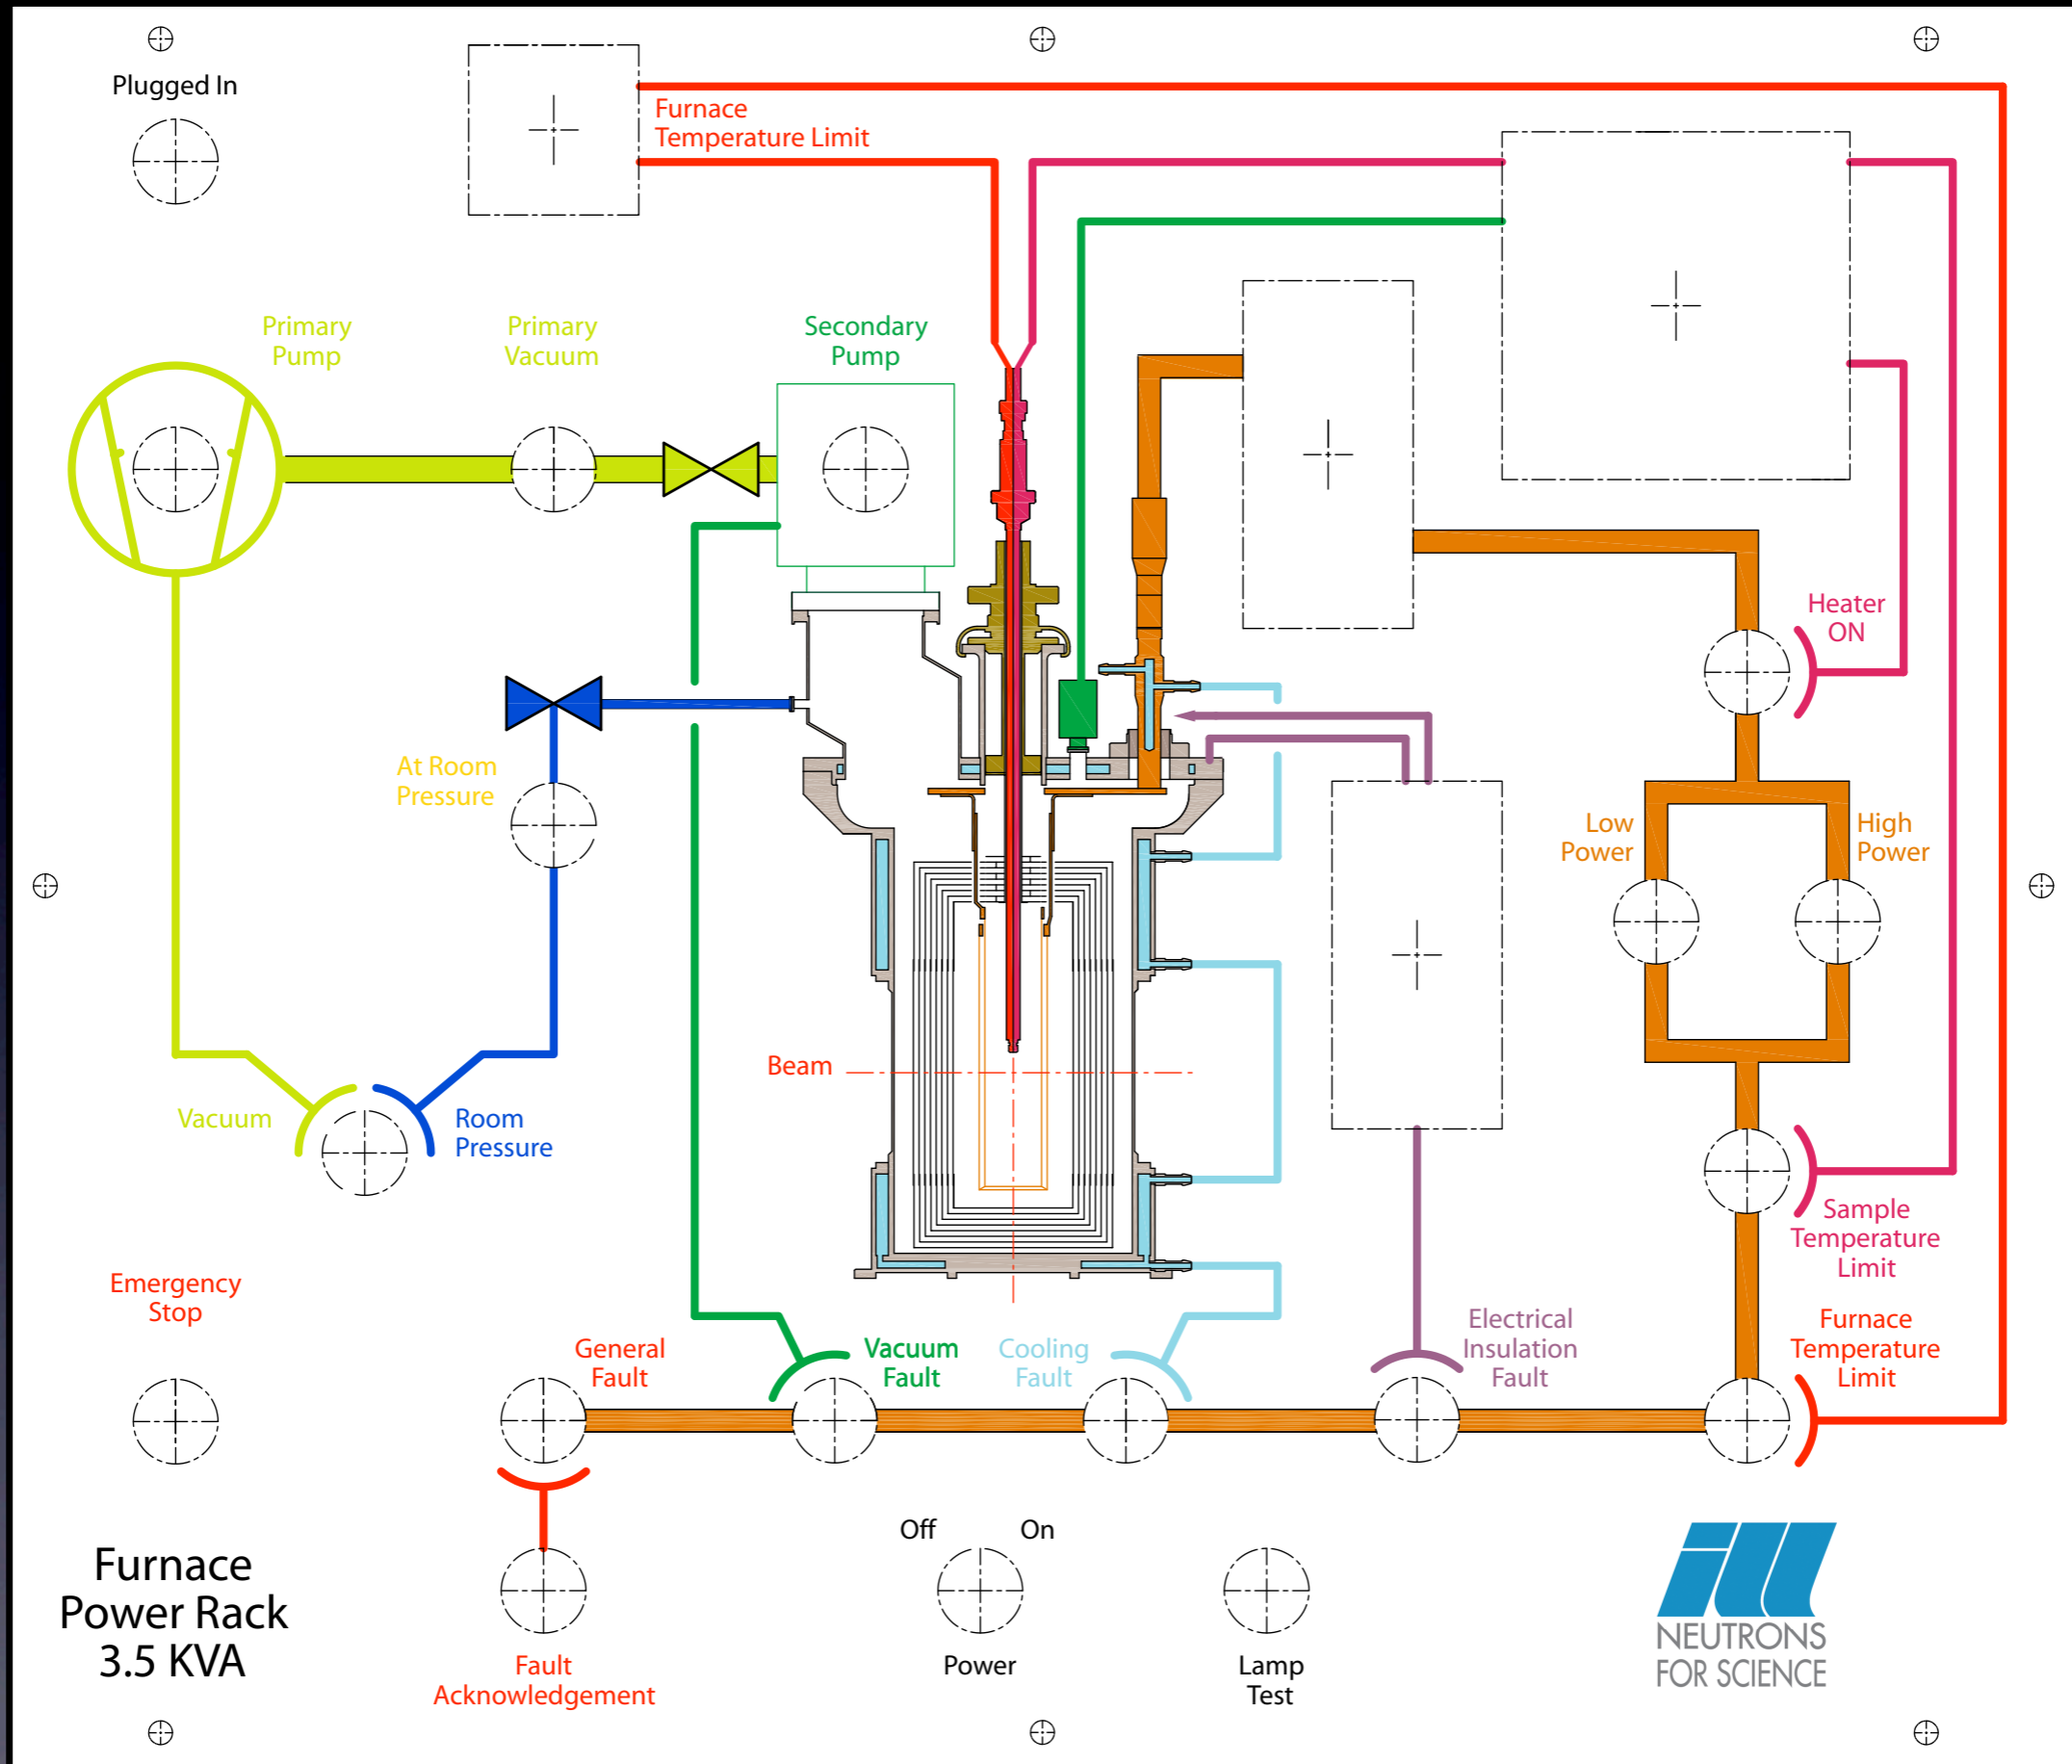 Plugged In
Furnace
Temperature Limit
Primary
Pump
Primary
Vacuum
Secondary
Pump
Heater
ON
At Room
Pressure
Low
Power
High
Power
Beam
Vacuum
Room
Pressure
Sample
Temperature
Limit
Emergency
Stop
General
Fault
Vacuum
Fault
Cooling
Fault
Electrical
Insulation
Fault
Furnace
Temperature
Limit
Off
On
Furnace
Power Rack
3.5 KVA
Fault
Acknowledgement
Power
Lamp
Test
ill
NEUTRONS
FOR SCIENCE